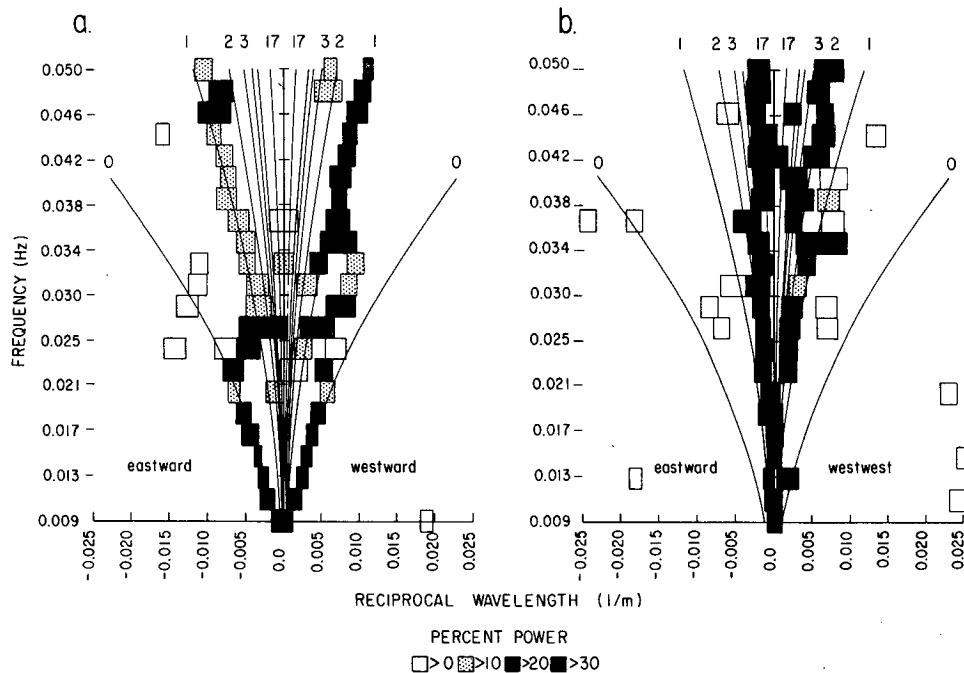 a.
b.
1 2 3 17 17 3 2 1
1 2 3 17 17 3 2 1
0.050
0.046
0.042
0.038
0.034
0.030
0.025
0.021
0.017
0.013
0.009
0.050
0.046
0.042
0.038
0.034
0.030
0.025
0.021
0.017
0.013
0.009
0 0
0 0
FREQUENCY (Hz)
eastward westward
eastward westwest
-0.025 -0.020 -0.015 -0.010 -0.005 0.0 0.005 0.010 0.015 0.020 0.025
-0.025 -0.020 -0.015 -0.010 -0.005 0.0 0.005 0.010 0.015 0.020 0.025
RECIPROCAL WAVELENGTH (1/m)
PERCENT POWER
>0 >10 >20 >30